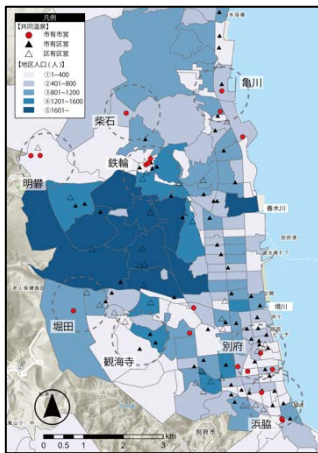 凡例
【共同温泉】
市有市営
市有区営
区有区営
【地区人口(人)】
①1~400
②401~800
③801~1200
④1201~1600
⑤1601~
亀川
柴石
鉄輪
明礬
春木川
堀田
境川
観海寺
別府
浜脇
別府市
0 0.5 1 2 3
km